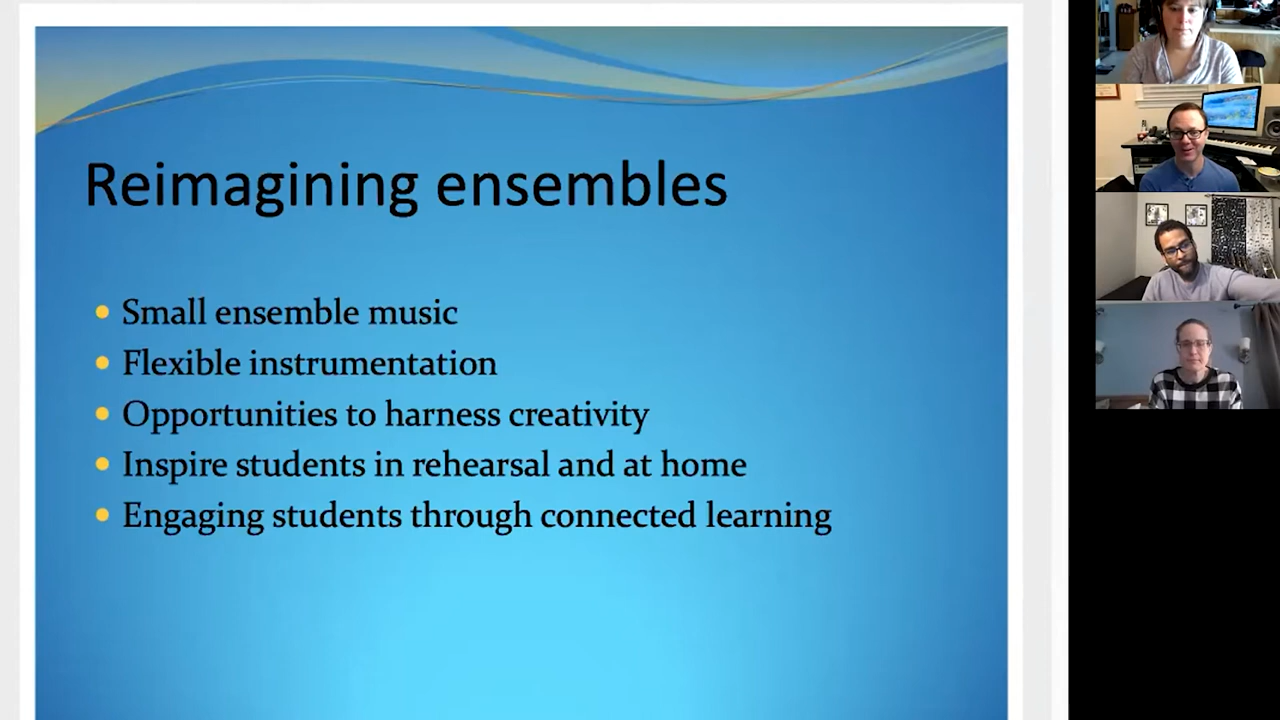 Reimagining ensembles
Small ensemble music
Flexible instrumentation
Opportunities to harness creativity
Inspire students in rehearsal and at home
Engaging students through connected learning